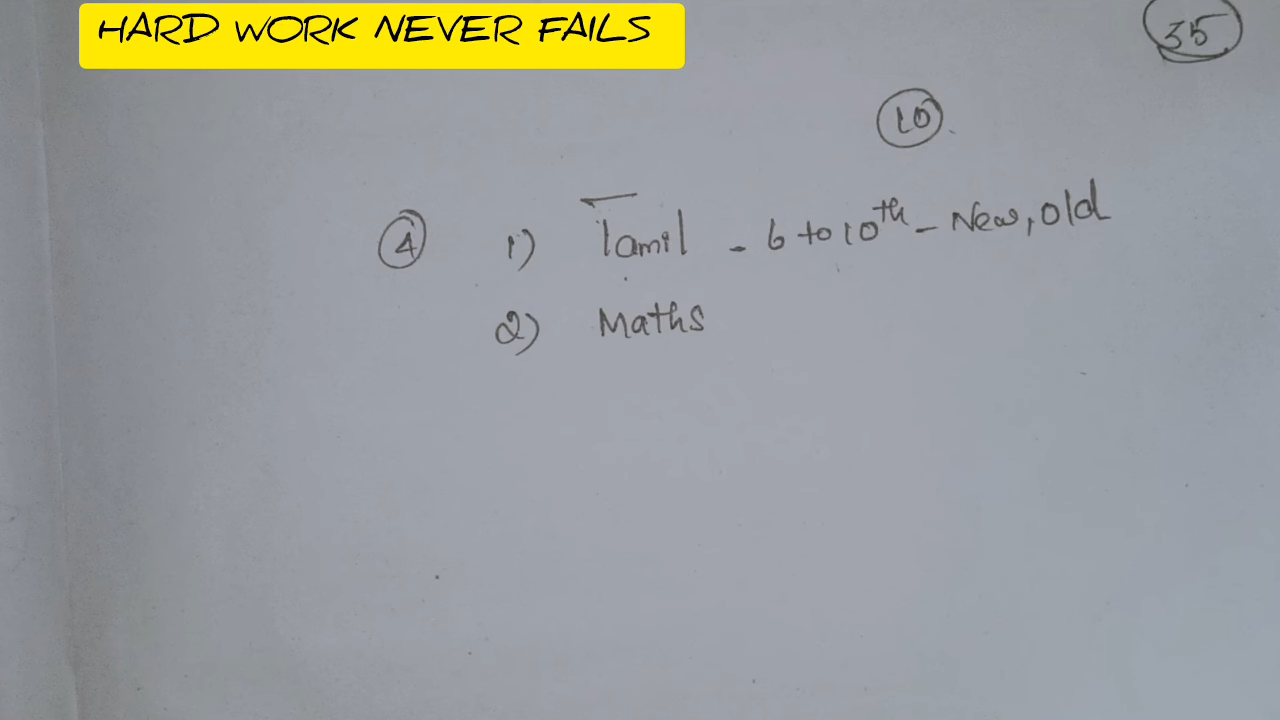 HARD WORK NEVER FAILS
35
10
4 1) Tamil - 6 to 10th - New, Old
2) Maths